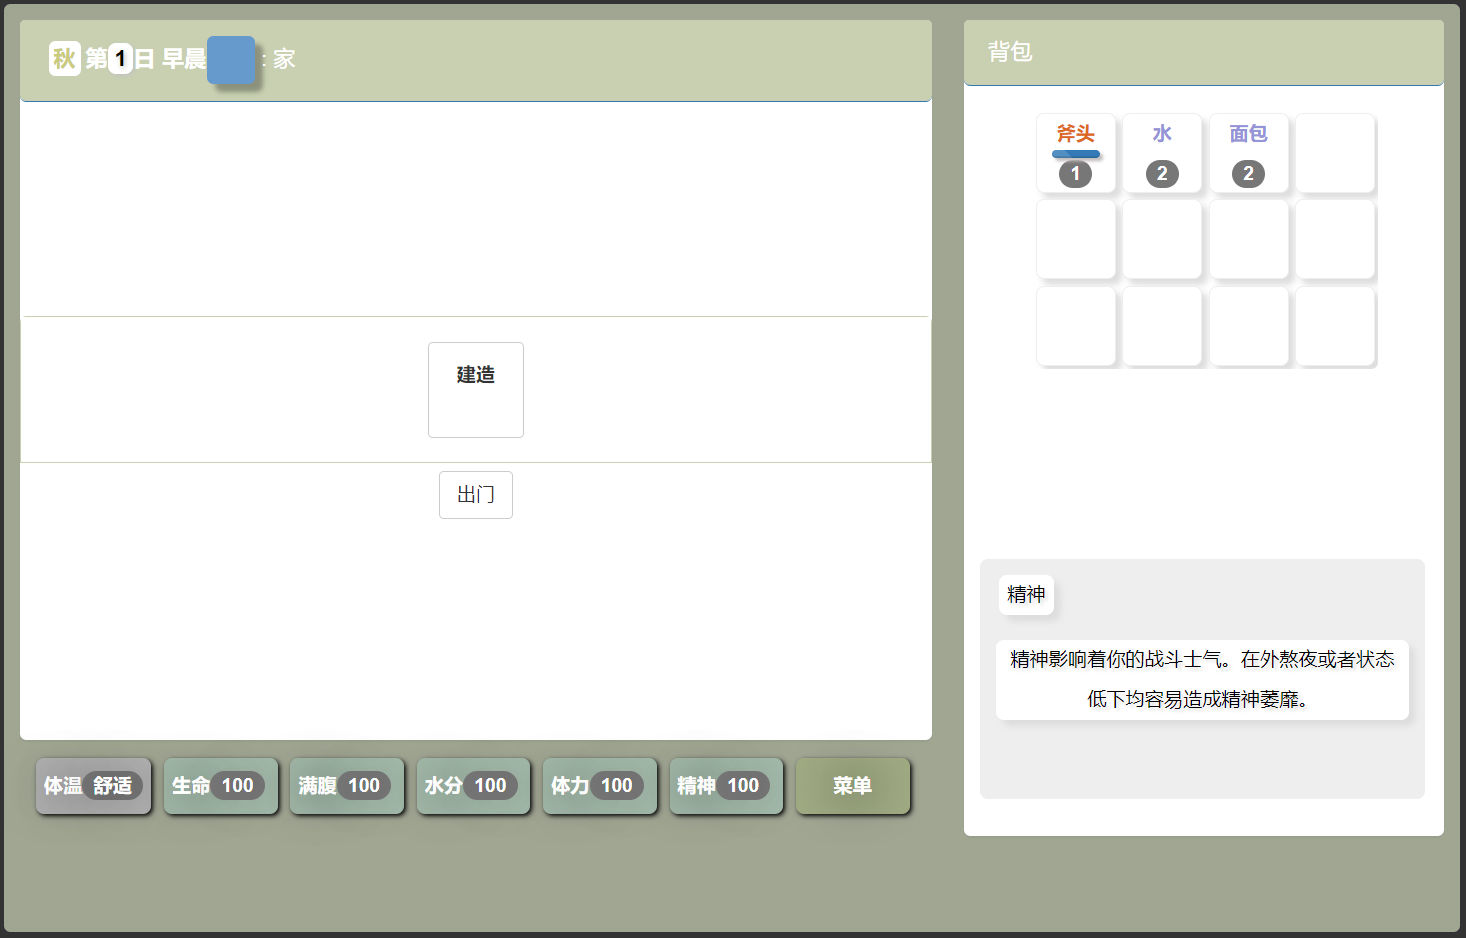 秋 第1日 早晨 : 家
建造
出门
体温 舒适 生命 100 满腹 100 水分 100 体力 100 精神 100 菜单
背包
斧头 水 面包
1 2 2
精神
精神影响着你的战斗士气。在外熬夜或者状态
低下均容易造成精神萎靡。